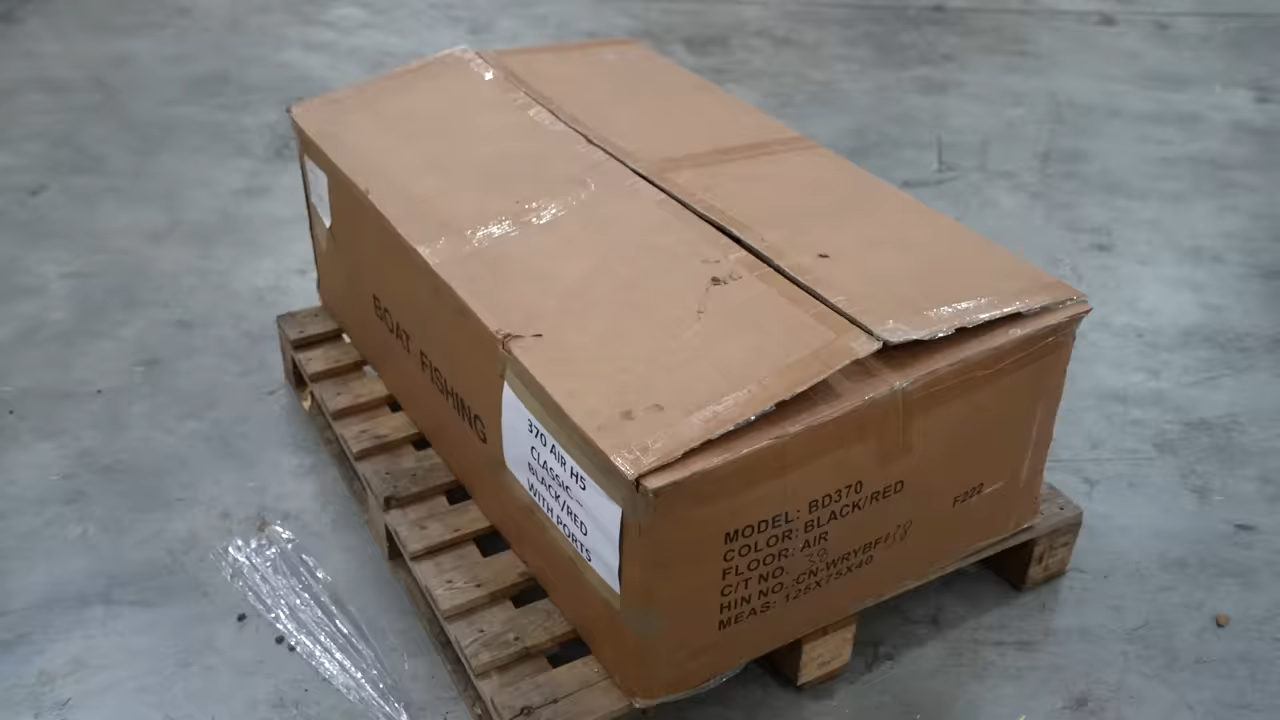 BOAT FISHING
370 AIR H5
CLASSIC –
BLACK/RED
WITH PORTS
MODEL: BD370
COLOR: BLACK/RED
FLOOR: AIR
C/T NO. 38
HIN NO.:CN-WRYBF
MEAS: 125X75X40
F222